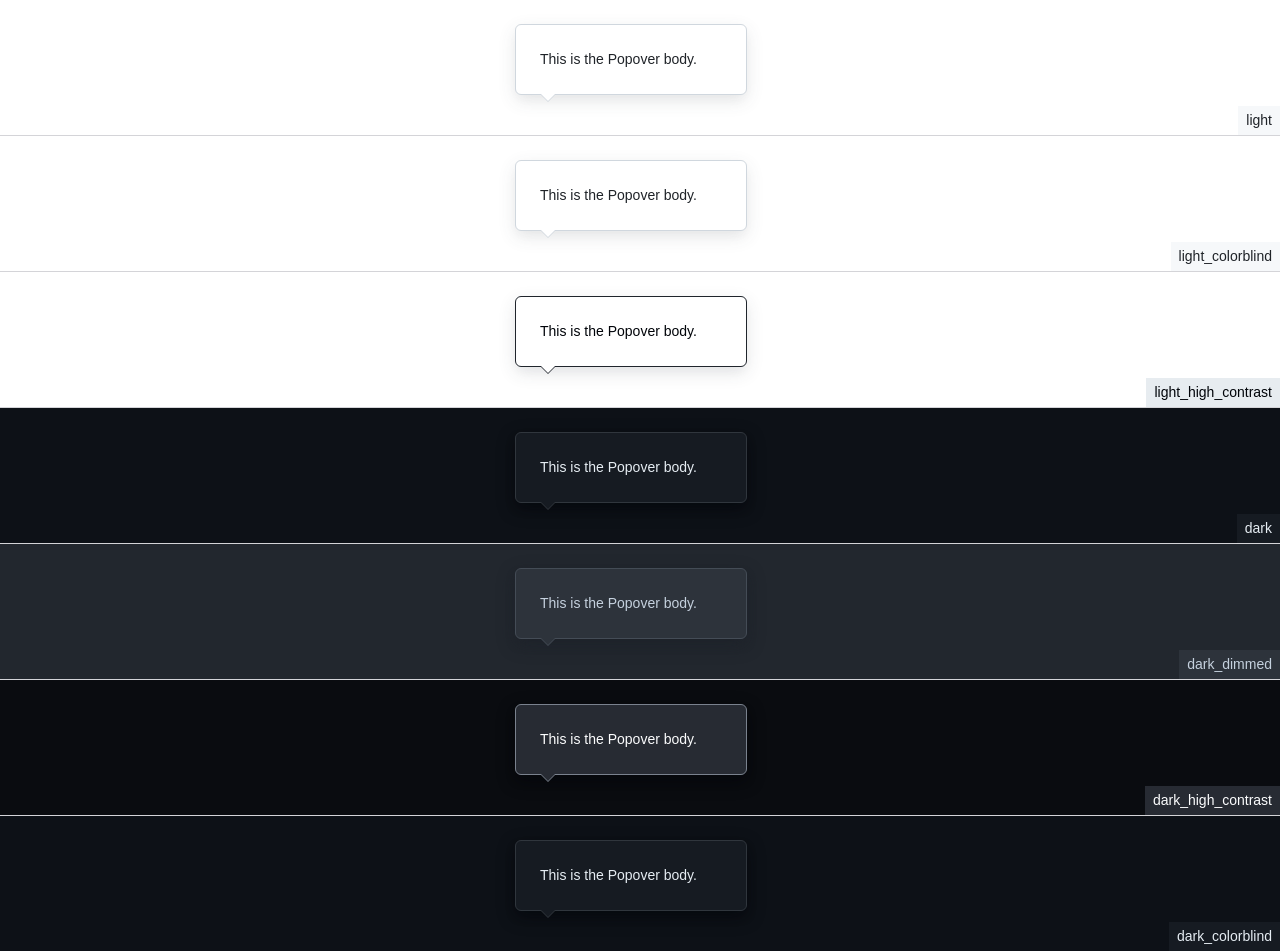 This is the Popover body.
light
This is the Popover body.
light_colorblind
This is the Popover body.
light_high_contrast
This is the Popover body.
dark
This is the Popover body.
dark_dimmed
This is the Popover body.
dark_high_contrast
This is the Popover body.
dark_colorblind